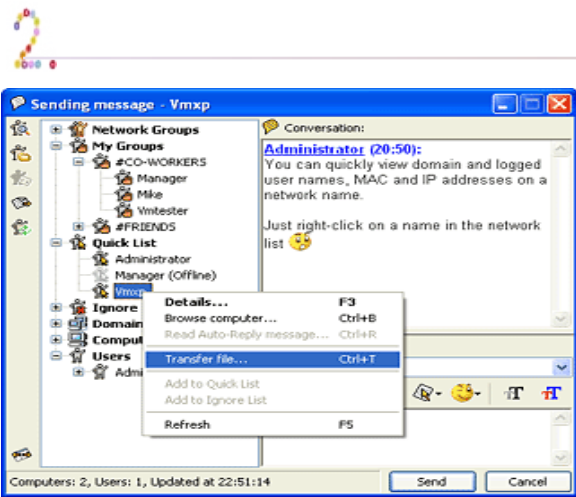 2.
Sending message - Vmxp
Network Groups
My Groups
#CO-WORKERS
Manager
Mike
Vmtester
#FRIENDS
Quick List
Administrator
Manager (Offline)
Vmxp
Ignore
Domain
Comput
Users
Admi
Conversation:
Administrator (20:50):
You can quickly view domain and logged
user names, MAC and IP addresses on a
network name.
Just right-click on a name in the network
list
Details... F3
Browse computer... Ctrl+B
Read Auto-Reply message... Ctrl+R
Transfer file... Ctrl+T
Add to Quick List
Add to Ignore List
Refresh F5
T T
Computers: 2, Users: 1, Updated at 22:51:14
Send
Cancel